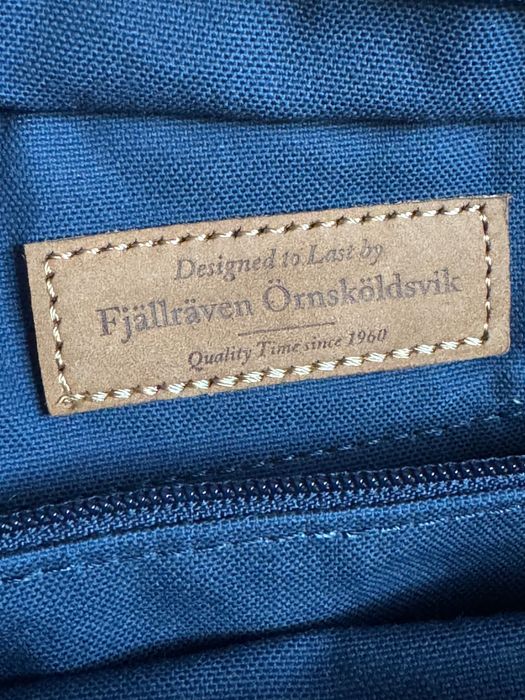 Designed to Last by
Fjällräven Örnsköldsvik
Quality Time since 1960